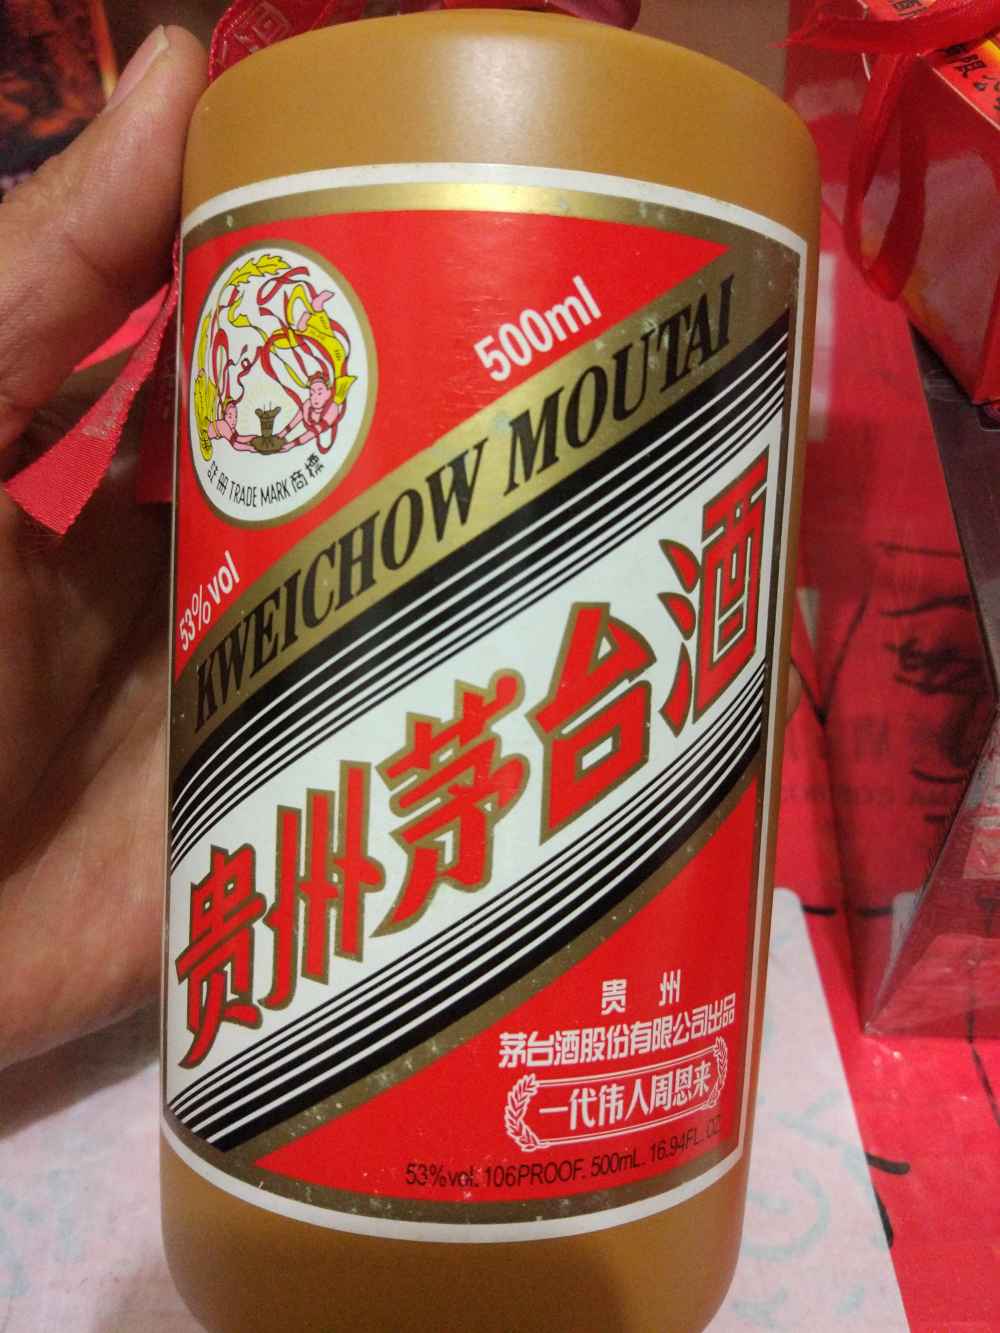 500ml
註册 TRADE MARK 商標
53%vol
KWEICHOW MOUTAI
贵州茅台酒
贵 州
茅台酒股份有限公司出品
一代伟人周恩来
53%vol. 106PROOF. 500mL. 16.94FL. OZ